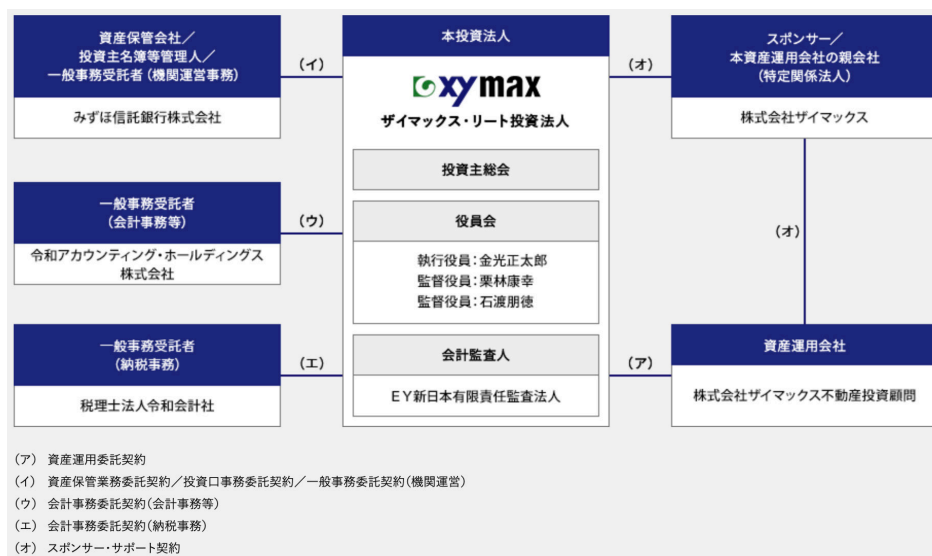 資産保管会社／
投資主名簿等管理人／
一般事務受託者（機関運営事務）
みずほ信託銀行株式会社
（イ）
本投資法人
xymax
ザイマックス・リート投資法人
（オ）
スポンサー／
本資産運用会社の親会社
（特定関係法人）
株式会社ザイマックス
投資主総会
一般事務受託者
（会計事務等）
令和アカウンティング・ホールディングス
株式会社
（ウ）
役員会
執行役員：金光正太郎
監督役員：栗林康幸
監督役員：石渡朋徳
（オ）
一般事務受託者
（納税事務）
税理士法人令和会計社
（エ）
会計監査人
ＥＹ新日本有限責任監査法人
（ア）
資産運用会社
株式会社ザイマックス不動産投資顧問
（ア） 資産運用委託契約
（イ） 資産保管業務委託契約／投資口事務委託契約／一般事務委託契約（機関運営）
（ウ） 会計事務委託契約（会計事務等）
（エ） 会計事務委託契約（納税事務）
（オ） スポンサー・サポート契約